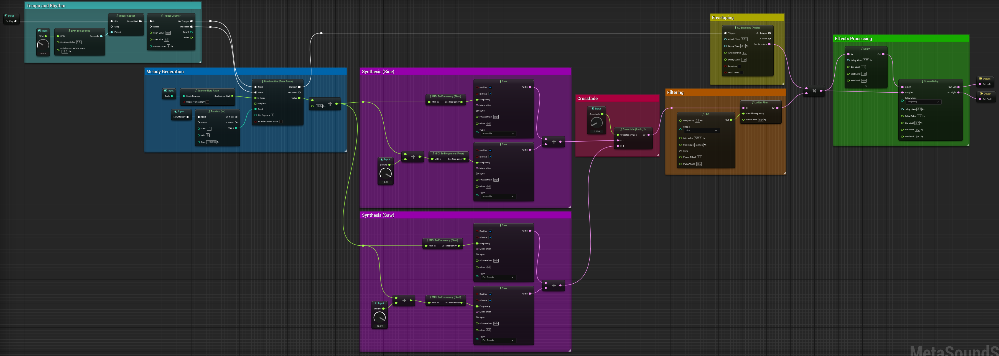 Tempo and Rhythm
Input
On Play
Input
BPM
90.00
BPM To Seconds
BPM
Seconds
Beat Multiplier 1.0
Divisions of Whole Note
16.0
Trigger Repeat
Start
RepeatOut
Stop
Period
Trigger Counter
In
On Trigger
Reset
On Reset
Start Value 0.0
Count
Step Size 1.0
Value
Reset Count 8
Melody Generation
Input
Scale
Scale to Note Array
Scale Degrees
Scale Array Out
Chord Tones Only
Input
NewMelody
Random (Int)
Next
On Next
Reset
On Reset
Seed -1
Value
Min 0
Max 100000
Random Get (Float:Array)
Next
On Next
Reset
On Reset
In Array
Value
Weights
Seed
No Repeats 1
Enable Shared State
48.0
Synthesis (Sine)
MIDI To Frequency (Float)
MIDI In
Out Frequency
Sine
Enabled
Audio
Bi Polar
Frequency
Modulation
Sync
Phase Offset 0.0
Glide 0.0
Type
Wavetable
Input
Detune
12.00
MIDI To Frequency (Float)
MIDI In
Out Frequency
Sine
Enabled
Audio
Bi Polar
Frequency
Modulation
Sync
Phase Offset 0.0
Glide 0.0
Type
Wavetable
Synthesis (Saw)
MIDI To Frequency (Float)
MIDI In
Out Frequency
Saw
Enabled
Audio
Bi Polar
Frequency
Modulation
Sync
Phase Offset 0.0
Glide 0.0
Type
Poly Smooth
Input
Detune
12.00
MIDI To Frequency (Float)
MIDI In
Out Frequency
Saw
Enabled
Audio
Bi Polar
Frequency
Modulation
Sync
Phase Offset 0.0
Glide 0.0
Type
Poly Smooth
Crossfade
Input
Crossfade
0.000
Crossfade (Audio, 2)
Crossfade Value
Out
In 0
In 1
Filtering
LFO
Frequency 0.5
Out
Shape
Sine
Min Value 500.0
Max Value 5000.0
Sync
Phase Offset 0.0
Pulse Width 0.5
Ladder Filter
In
Out
Cutoff Frequency
Resonance 6.0
Enveloping
AD Envelope (Audio)
Trigger
On Trigger
Attack Time 0.01
On Done
Decay Time 0.1
Out Envelope
Attack Curve 1.0
Decay Curve 1.0
Looping
Hard Reset
Effects Processing
Delay
In
Out
Delay Time 0.02
Dry Level 0.0
Wet Level 1.0
Feedback 0.0
Stereo Delay
In Left
Out Left
In Right
Out Right
Delay Mode
Ping Pong
Delay Time 0.2
Delay Ratio 0.2
Dry Level 0.7
Wet Level 0.2
Feedback 0.4
Output
Out Left
Output
Out Right
MetaSoundS